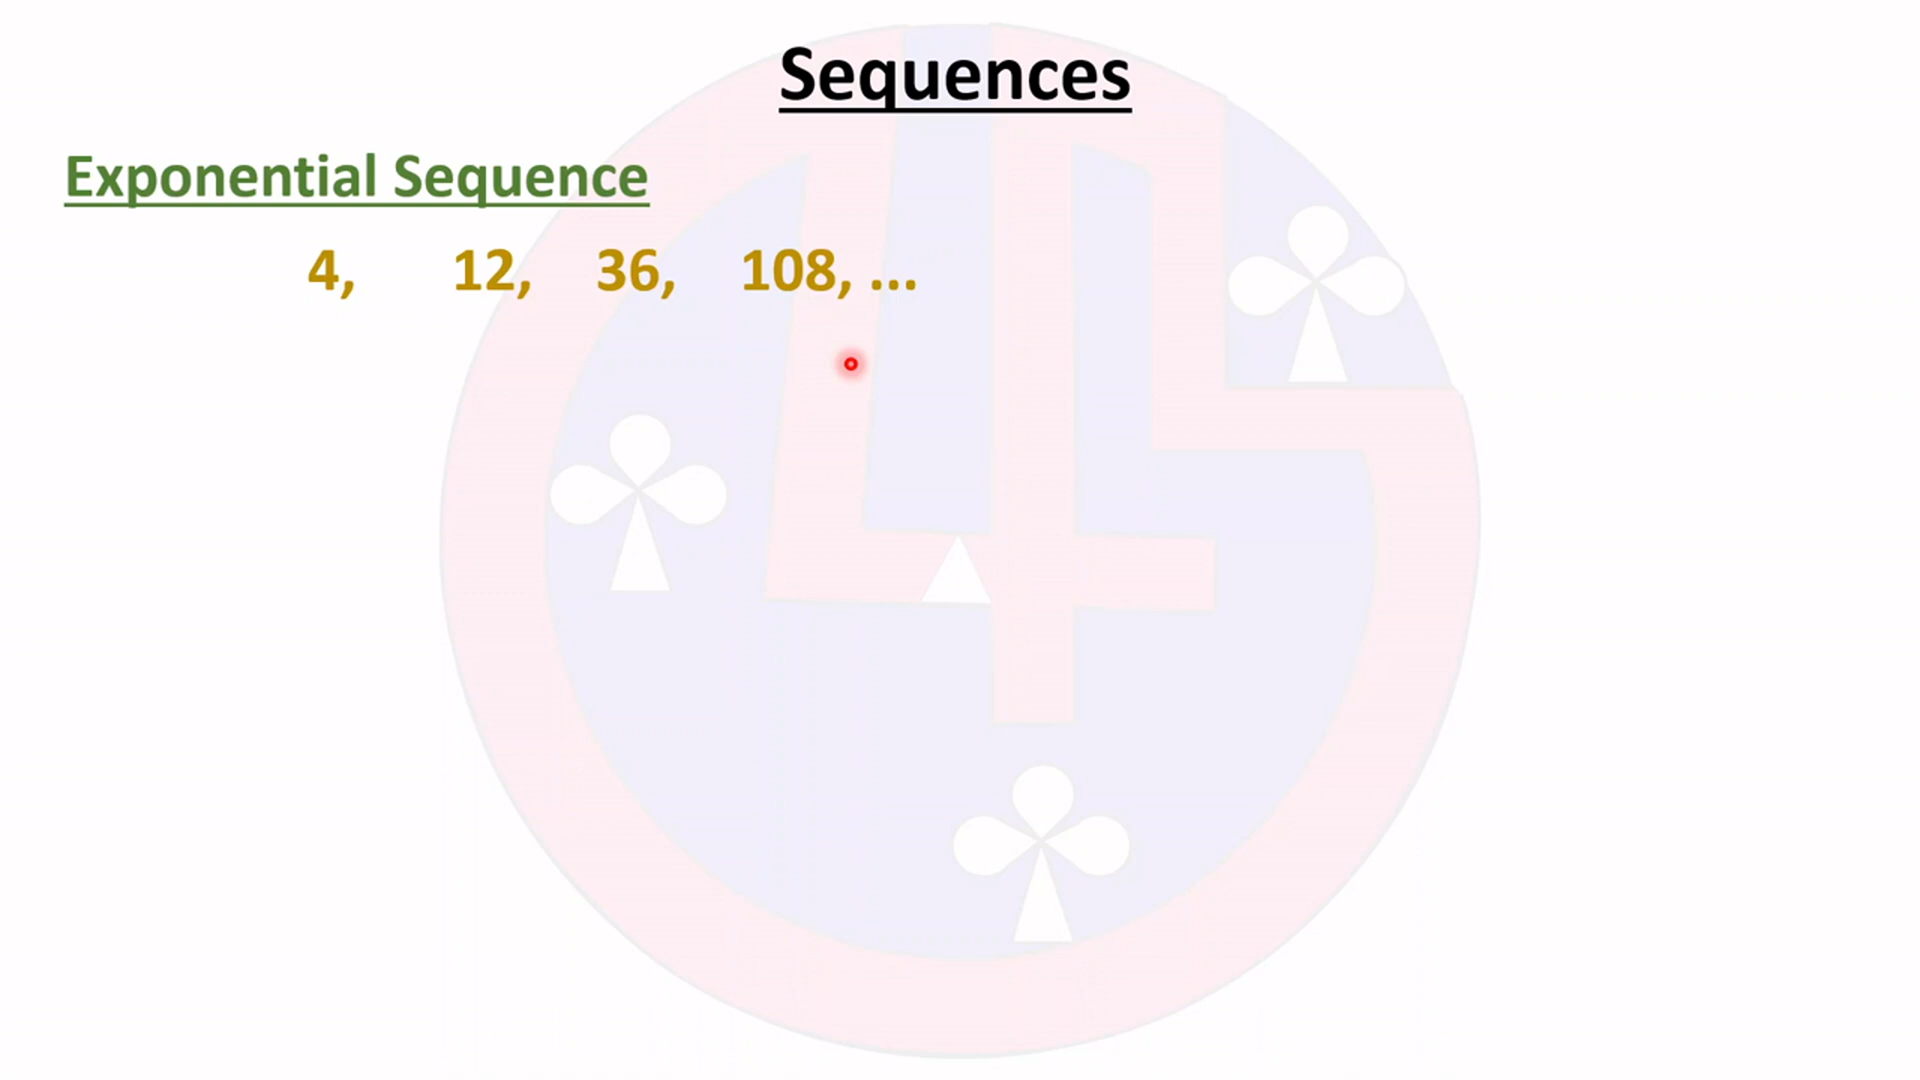 Sequences
Exponential Sequence
4, 12, 36, 108, ...